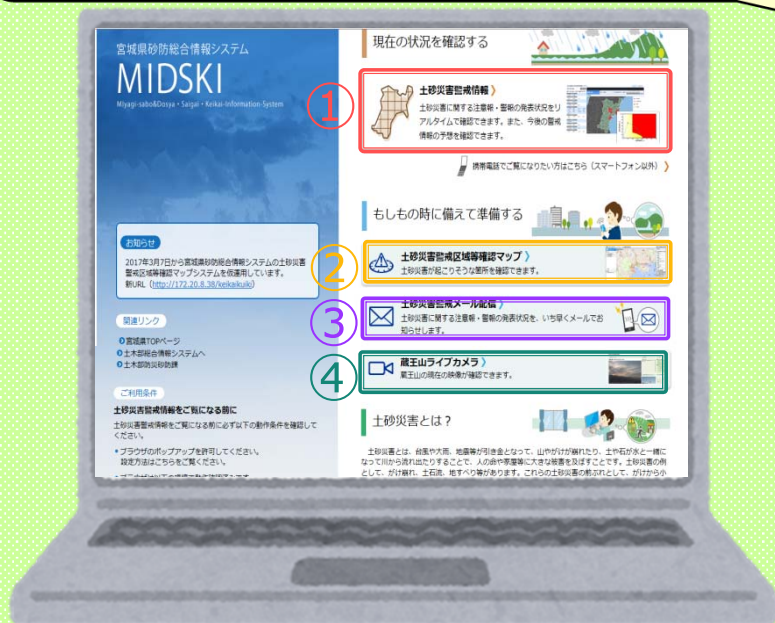 宮城県砂防総合情報システム
MIDSKI
Miyagi-sabo&Dosya・Saigai・Keikai-Information-System
お知らせ
2017年3月7日から宮城県砂防総合情報システムの土砂災害
警戒区域等確認マップシステムを仮運用しています。
新URL（http://172.20.8.38/keikaikuiki）
関連リンク
宮城県TOPページ
土木部総合情報システムへ
土木部防災砂防課
ご利用条件
土砂災害警戒情報をご覧になる前に
土砂災害警戒情報をご覧になる前に必ず以下の動作条件を確認して
ください。
・ブラウザのポップアップを許可してください。
設定方法はこちらをご覧ください。
現在の状況を確認する
①
土砂災害警戒情報 〉
土砂災害に関する注意報・警報の発表状況をリ
アルタイムで確認できます。また、今後の警戒
情報の予想を確認できます。
携帯電話でご覧になりたい方はこちら（スマートフォン以外） 〉
もしもの時に備えて準備する
②
土砂災害警戒区域等確認マップ 〉
土砂災害が起こりそうな箇所を確認できます。
③
土砂災害警戒メール配信 〉
土砂災害に関する注意報・警報の発表状況を、いち早くメールでお
知らせします。
④
蔵王山ライブカメラ 〉
蔵王山の現在の映像が確認できます。
土砂災害とは？
土砂災害とは、台風や大雨、地震等が引き金となって、山やがけが崩れたり、土や石が水と一緒に
なって川から流れ出たりすることで、人の命や家屋等に大きな被害を及ぼすことです。土砂災害の例
として、がけ崩れ、土石流、地すべり等があります。これらの土砂災害の前ぶれとして、がけから小